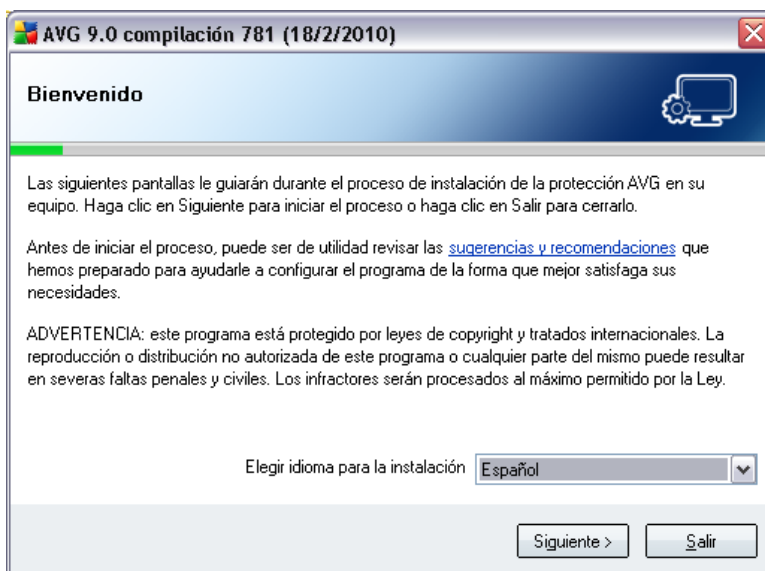 AVG 9.0 compilación 781 (18/2/2010)
Bienvenido
Las siguientes pantallas le guiarán durante el proceso de instalación de la protección AVG en su
equipo. Haga clic en Siguiente para iniciar el proceso o haga clic en Salir para cerrarlo.
Antes de iniciar el proceso, puede ser de utilidad revisar las sugerencias y recomendaciones que
hemos preparado para ayudarle a configurar el programa de la forma que mejor satisfaga sus
necesidades.
ADVERTENCIA: este programa está protegido por leyes de copyright y tratados internacionales. La
reproducción o distribución no autorizada de este programa o cualquier parte del mismo puede resultar
en severas faltas penales y civiles. Los infractores serán procesados al máximo permitido por la Ley.
Elegir idioma para la instalación Español
Siguiente > Salir